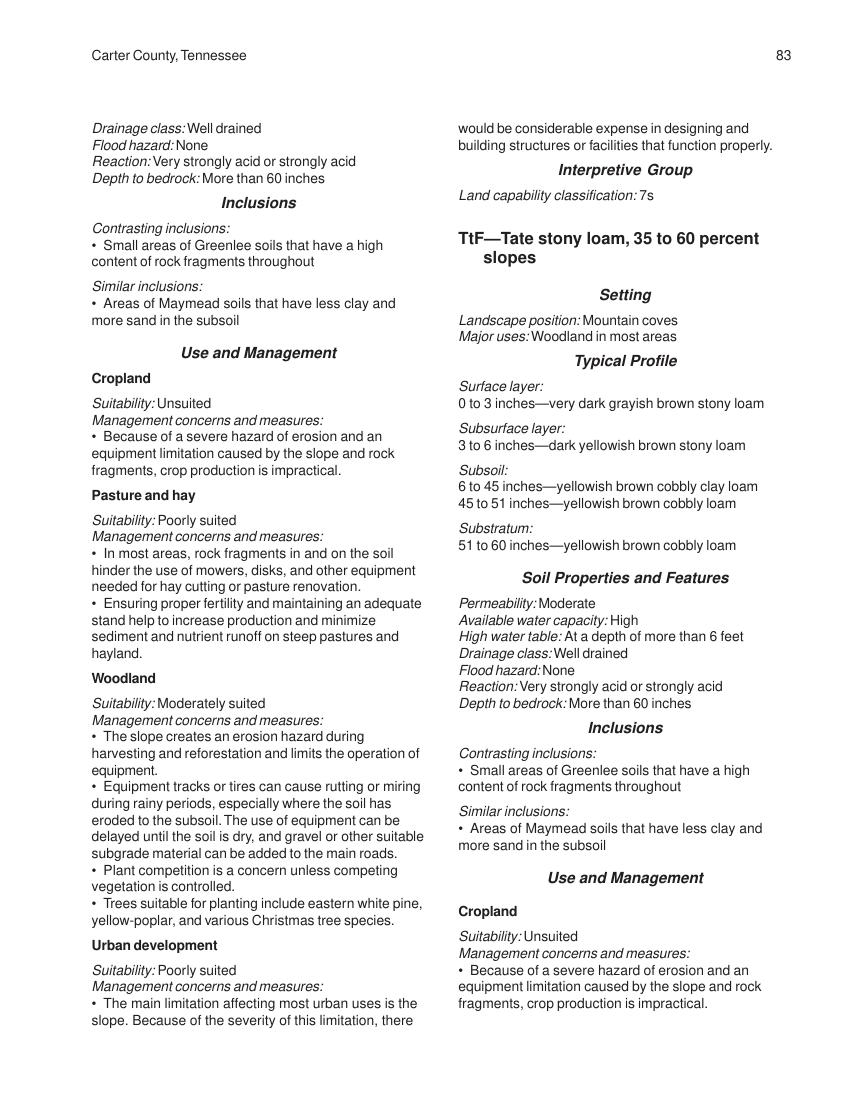 Carter County, Tennessee
83
Drainage class: Well drained
Flood hazard: None
Reaction: Very strongly acid or strongly acid
Depth to bedrock: More than 60 inches
Inclusions
Contrasting inclusions:
• Small areas of Greenlee soils that have a high
content of rock fragments throughout
Similar inclusions:
• Areas of Maymead soils that have less clay and
more sand in the subsoil
Use and Management
Cropland
Suitability: Unsuited
Management concerns and measures:
• Because of a severe hazard of erosion and an
equipment limitation caused by the slope and rock
fragments, crop production is impractical.
Pasture and hay
Suitability: Poorly suited
Management concerns and measures:
• In most areas, rock fragments in and on the soil
hinder the use of mowers, disks, and other equipment
needed for hay cutting or pasture renovation.
• Ensuring proper fertility and maintaining an adequate
stand help to increase production and minimize
sediment and nutrient runoff on steep pastures and
hayland.
Woodland
Suitability: Moderately suited
Management concerns and measures:
• The slope creates an erosion hazard during
harvesting and reforestation and limits the operation of
equipment.
• Equipment tracks or tires can cause rutting or miring
during rainy periods, especially where the soil has
eroded to the subsoil. The use of equipment can be
delayed until the soil is dry, and gravel or other suitable
subgrade material can be added to the main roads.
• Plant competition is a concern unless competing
vegetation is controlled.
• Trees suitable for planting include eastern white pine,
yellow-poplar, and various Christmas tree species.
Urban development
Suitability: Poorly suited
Management concerns and measures:
• The main limitation affecting most urban uses is the
slope. Because of the severity of this limitation, there
would be considerable expense in designing and
building structures or facilities that function properly.
Interpretive Group
Land capability classification: 7s
TtF—Tate stony loam, 35 to 60 percent
slopes
Setting
Landscape position: Mountain coves
Major uses: Woodland in most areas
Typical Profile
Surface layer:
0 to 3 inches—very dark grayish brown stony loam
Subsurface layer:
3 to 6 inches—dark yellowish brown stony loam
Subsoil:
6 to 45 inches—yellowish brown cobbly clay loam
45 to 51 inches—yellowish brown cobbly loam
Substratum:
51 to 60 inches—yellowish brown cobbly loam
Soil Properties and Features
Permeability: Moderate
Available water capacity: High
High water table: At a depth of more than 6 feet
Drainage class: Well drained
Flood hazard: None
Reaction: Very strongly acid or strongly acid
Depth to bedrock: More than 60 inches
Inclusions
Contrasting inclusions:
• Small areas of Greenlee soils that have a high
content of rock fragments throughout
Similar inclusions:
• Areas of Maymead soils that have less clay and
more sand in the subsoil
Use and Management
Cropland
Suitability: Unsuited
Management concerns and measures:
• Because of a severe hazard of erosion and an
equipment limitation caused by the slope and rock
fragments, crop production is impractical.